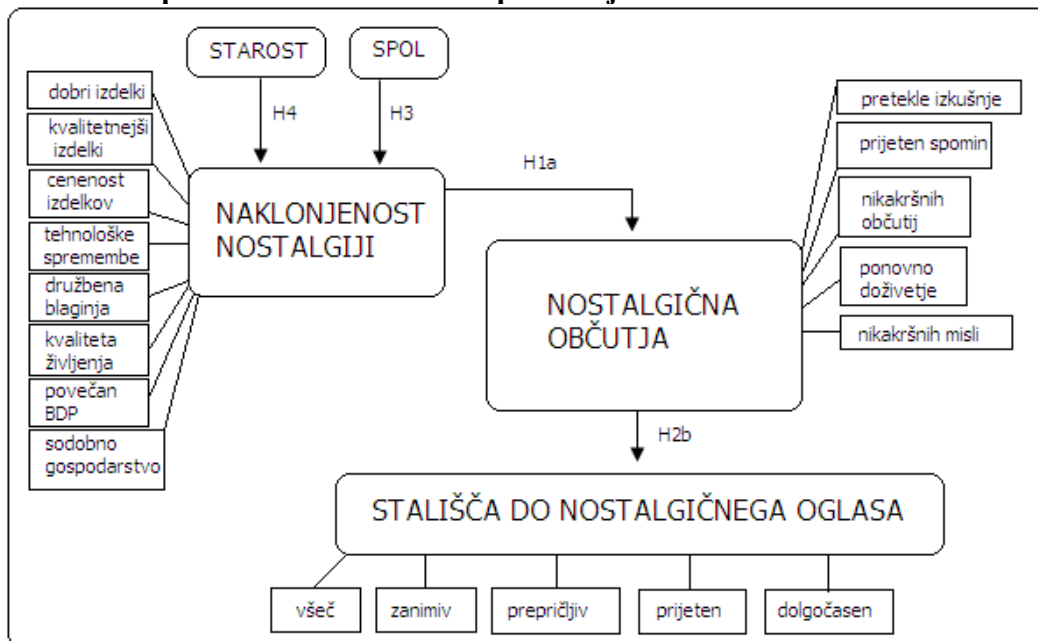 STAROST
SPOL
H4
H3
dobri izdelki
kvalitetnejši
izdelki
cenenost
izdelkov
tehnološke
spremembe
družbena
blaginja
kvaliteta
življenja
povečan
BDP
sodobno
gospodarstvo
NAKLONJENOST
NOSTALGIJI
H1a
NOSTALGIČNA
OBČUTJA
pretekle izkušnje
prijeten spomin
nikakršnih
občutij
ponovno
doživetje
nikakršnih misli
H2b
STALIŠČA DO NOSTALGIČNEGA OGLASA
všeč
zanimiv
prepričljiv
prijeten
dolgočasen